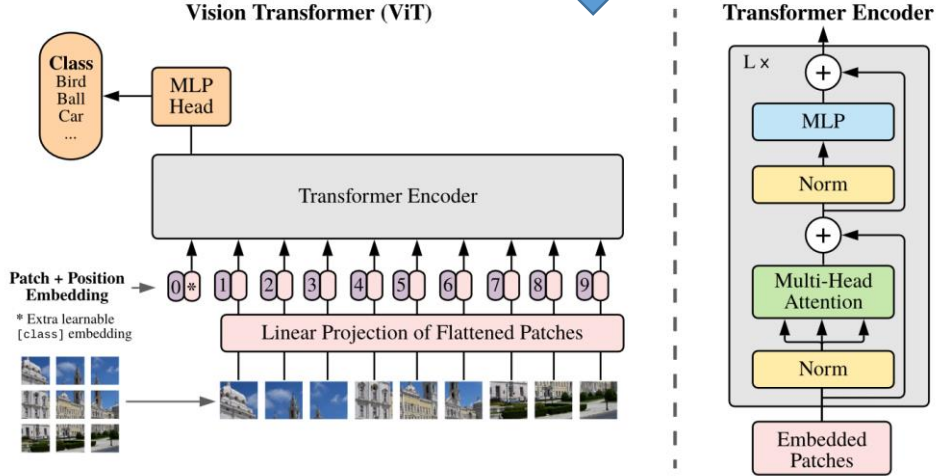 Vision Transformer (ViT)
Class
Bird
Ball
Car
...
MLP
Head
Transformer Encoder
Patch + Position
Embedding
0 * 1 2 3 4 5 6 7 8 9
* Extra learnable
[class] embedding
Linear Projection of Flattened Patches
Transformer Encoder
L ×
+
MLP
Norm
+
Multi-Head
Attention
Norm
Embedded
Patches